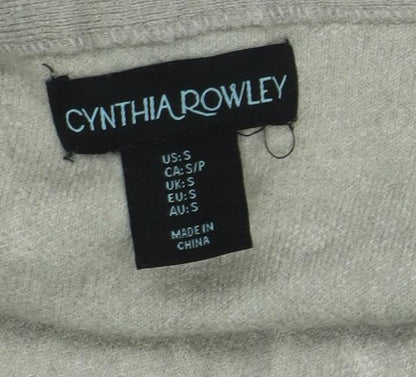 CYNTHIA ROWLEY
US: S
CA: S/P
UK: S
EU: S
AU: S
MADE IN
CHINA